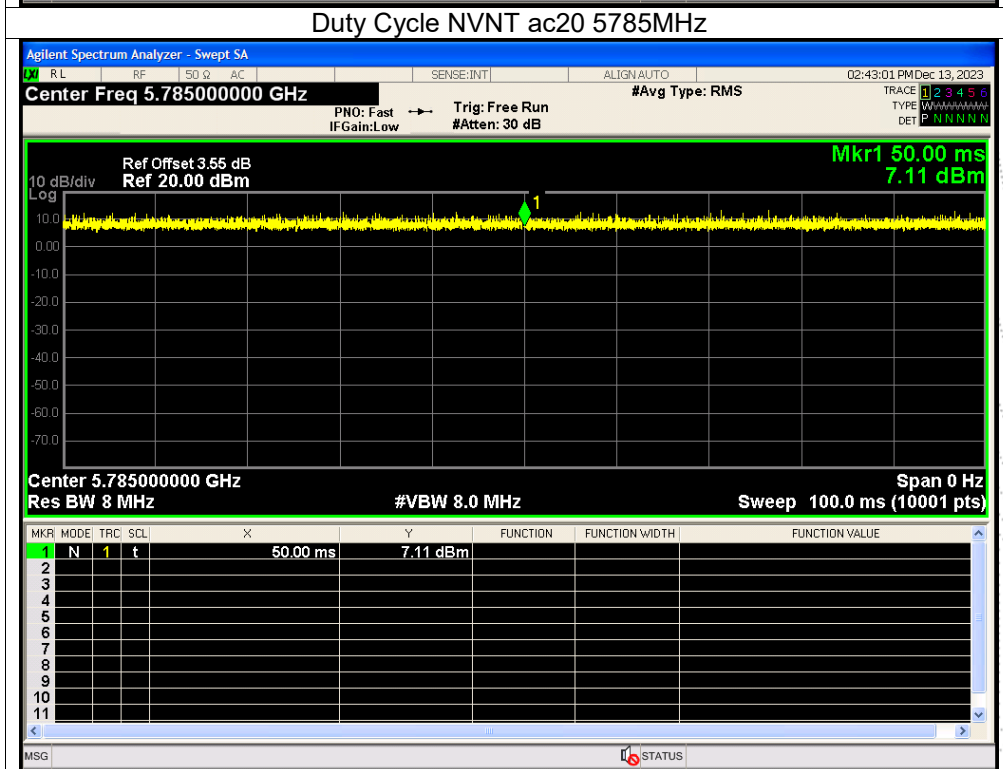 Duty Cycle NVNT ac20 5785MHz
Agilent Spectrum Analyzer - Swept SA
LXI RL RF 50 Ω AC SENSE:INT ALIGN AUTO 02:43:01 PM Dec 13, 2023
Center Freq 5.785000000 GHz #Avg Type: RMS TRACE 1 2 3 4 5 6
PNO: Fast Trig: Free Run TYPE WWWWWW
IFGain:Low #Atten: 30 dB DET P N N N N N
Mkr1 50.00 ms
Ref Offset 3.55 dB 7.11 dBm
10 dB/div Ref 20.00 dBm
Log
1
10.0
0.00
-10.0
-20.0
-30.0
-40.0
-50.0
-60.0
-70.0
Center 5.785000000 GHz Span 0 Hz
Res BW 8 MHz #VBW 8.0 MHz Sweep 100.0 ms (10001 pts)
MKR MODE TRC SCL X Y FUNCTION FUNCTION WIDTH FUNCTION VALUE
1 N 1 t 50.00 ms 7.11 dBm
2
3
4
5
6
7
8
9
10
11
MSG STATUS